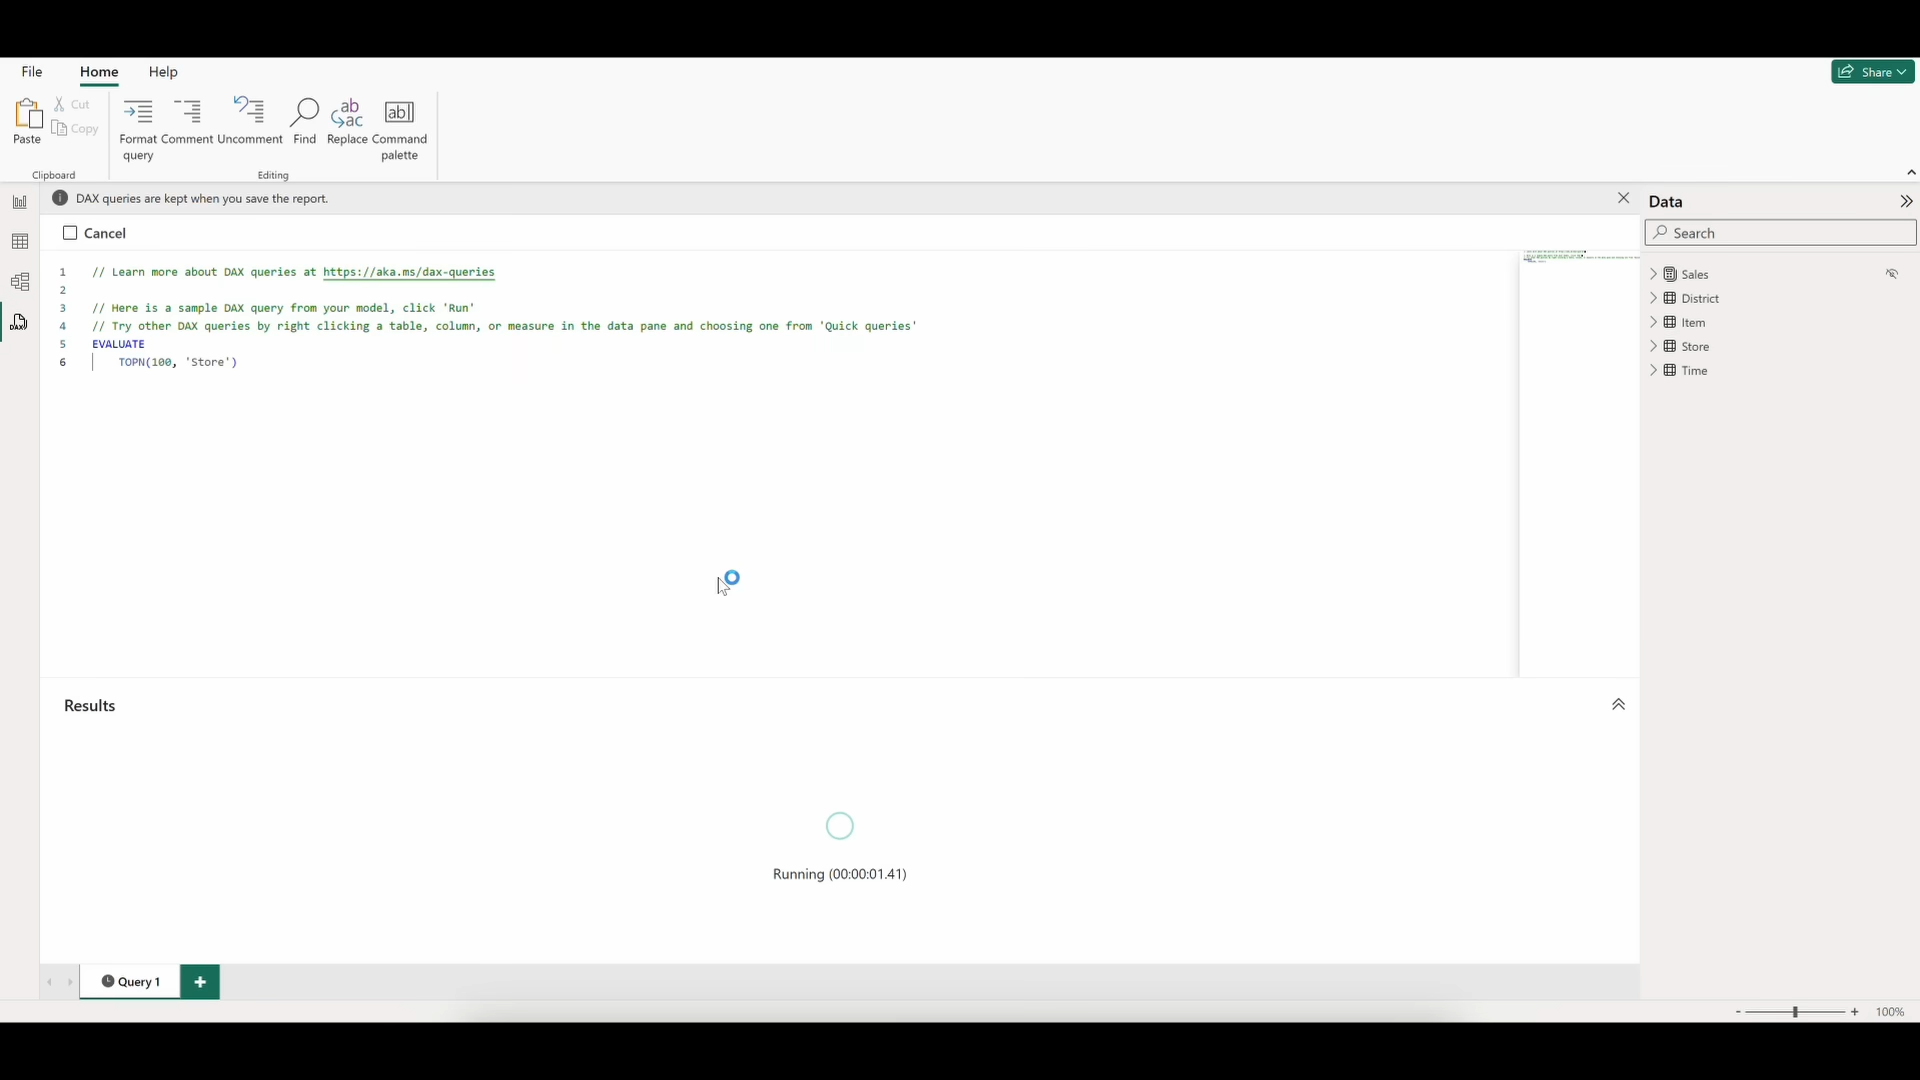 File Home Help
Share
Paste
Cut
Copy
Format query
Comment
Uncomment
Find
ab
ac
Replace
ab
Command palette
Clipboard
Editing
DAX queries are kept when you save the report.
Data
Cancel
Search
1 // Learn more about DAX queries at https://aka.ms/dax-queries
2
3 // Here is a sample DAX query from your model, click 'Run'
4 // Try other DAX queries by right clicking a table, column, or measure in the data pane and choosing one from 'Quick queries'
5 EVALUATE
6 TOPN(100, 'Store')
Sales
District
Item
Store
Time
DAX
Results
Running (00:00:01.41)
Query 1
+
- + 100%